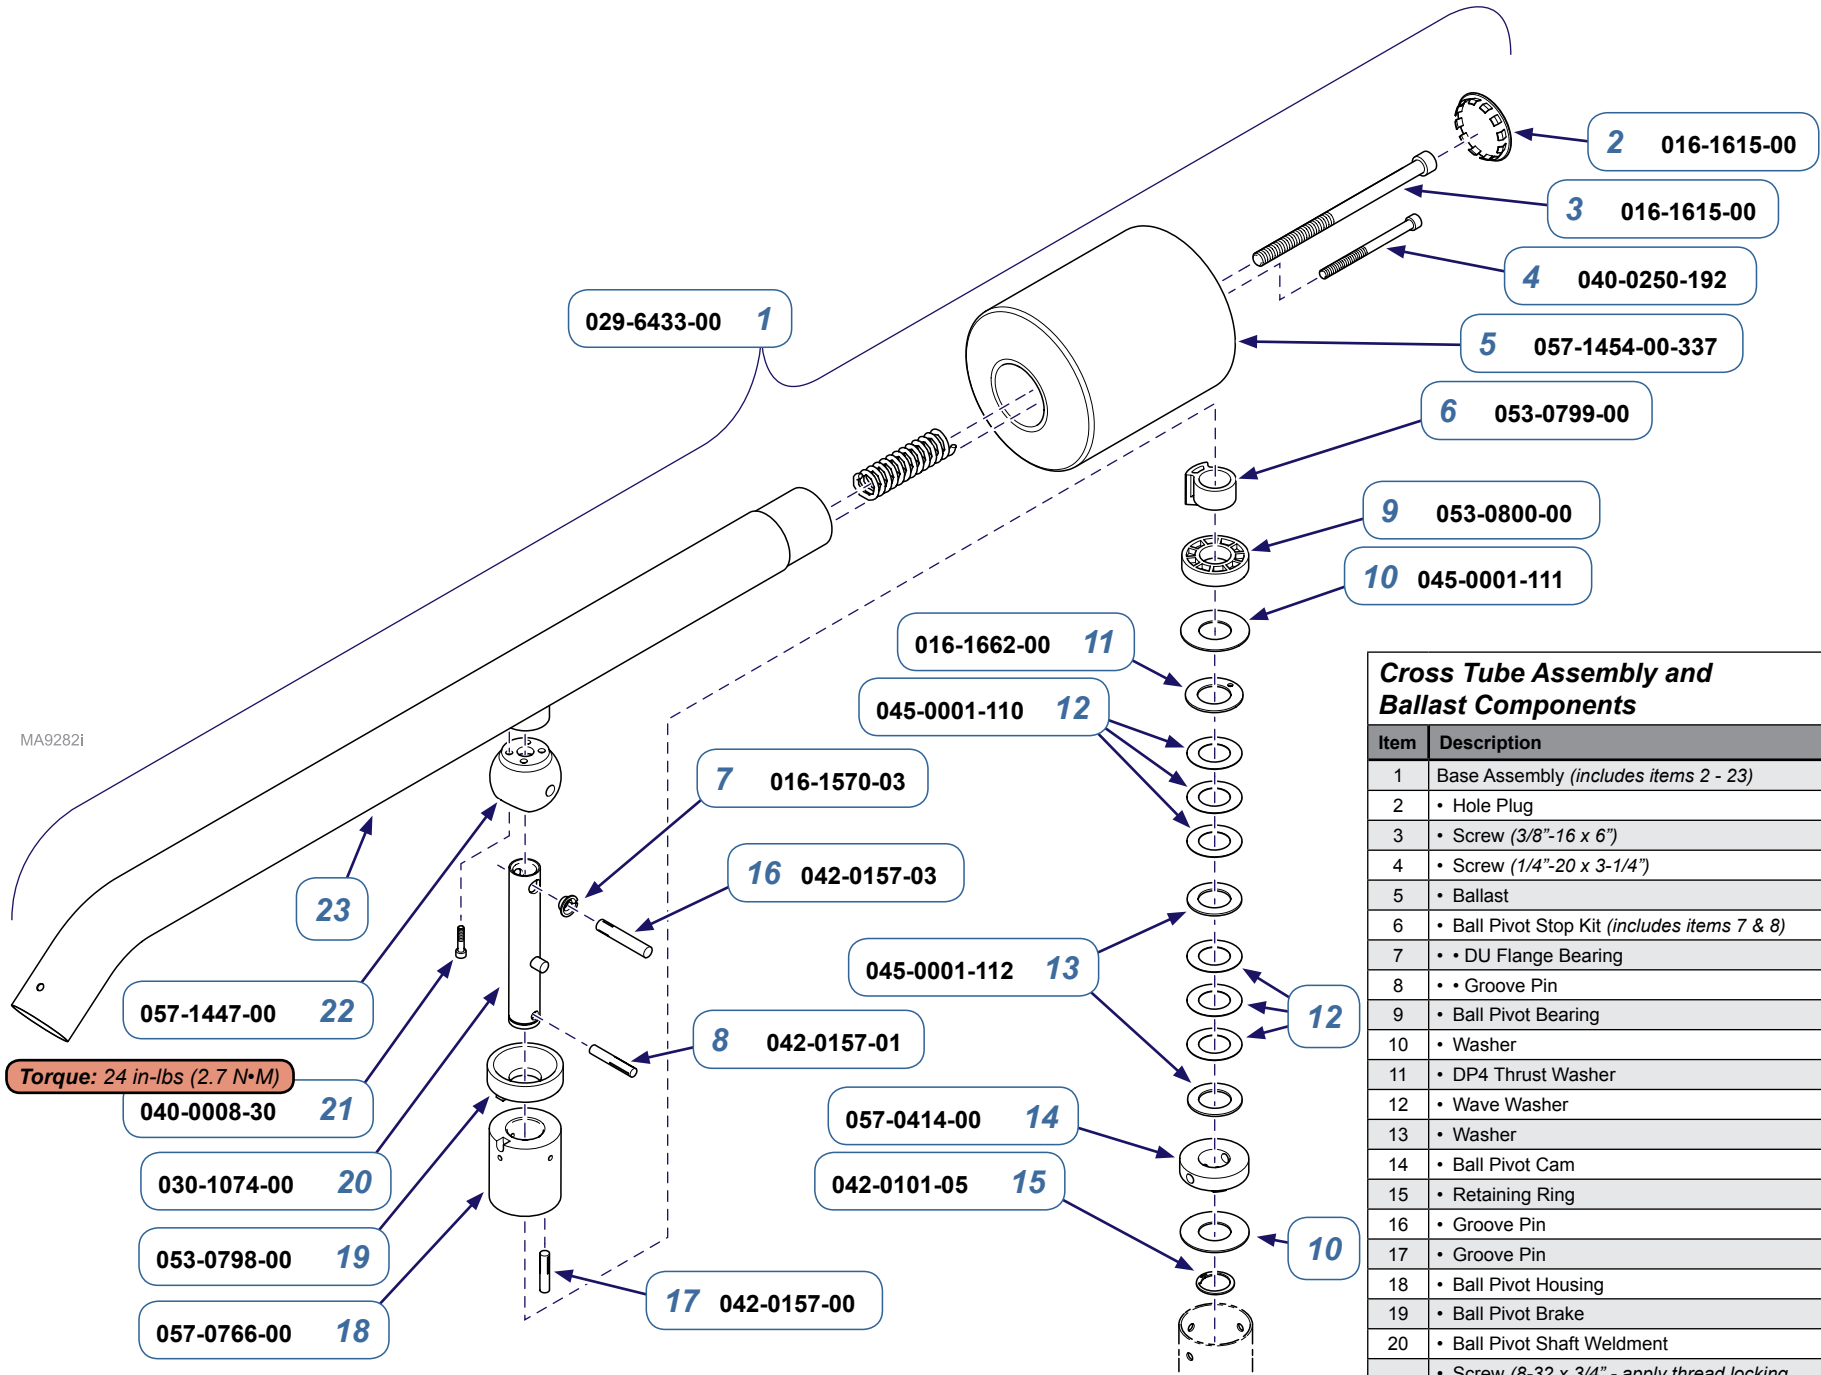 2 016-1615-00
3 016-1615-00
4 040-0250-192
029-6433-00 1
5 057-1454-00-337
6 053-0799-00
9 053-0800-00
10 045-0001-111
016-1662-00 11
045-0001-110 12
MA9282i
7 016-1570-03
16 042-0157-03
23
045-0001-112 13
12
057-1447-00 22
8 042-0157-01
Torque: 24 in-lbs (2.7 N•M)
040-0008-30 21
057-0414-00 14
030-1074-00 20
042-0101-05 15
053-0798-00 19
10
17 042-0157-00
057-0766-00 18
Cross Tube Assembly and
Ballast Components
Item Description
1 Base Assembly (includes items 2 - 23)
2 • Hole Plug
3 • Screw (3/8”-16 x 6”)
4 • Screw (1/4”-20 x 3-1/4”)
5 • Ballast
6 • Ball Pivot Stop Kit (includes items 7 & 8)
7 • • DU Flange Bearing
8 • • Groove Pin
9 • Ball Pivot Bearing
10 • Washer
11 • DP4 Thrust Washer
12 • Wave Washer
13 • Washer
14 • Ball Pivot Cam
15 • Retaining Ring
16 • Groove Pin
17 • Groove Pin
18 • Ball Pivot Housing
19 • Ball Pivot Brake
20 • Ball Pivot Shaft Weldment
• Screw (8-32 x 3/4” - apply thread locking